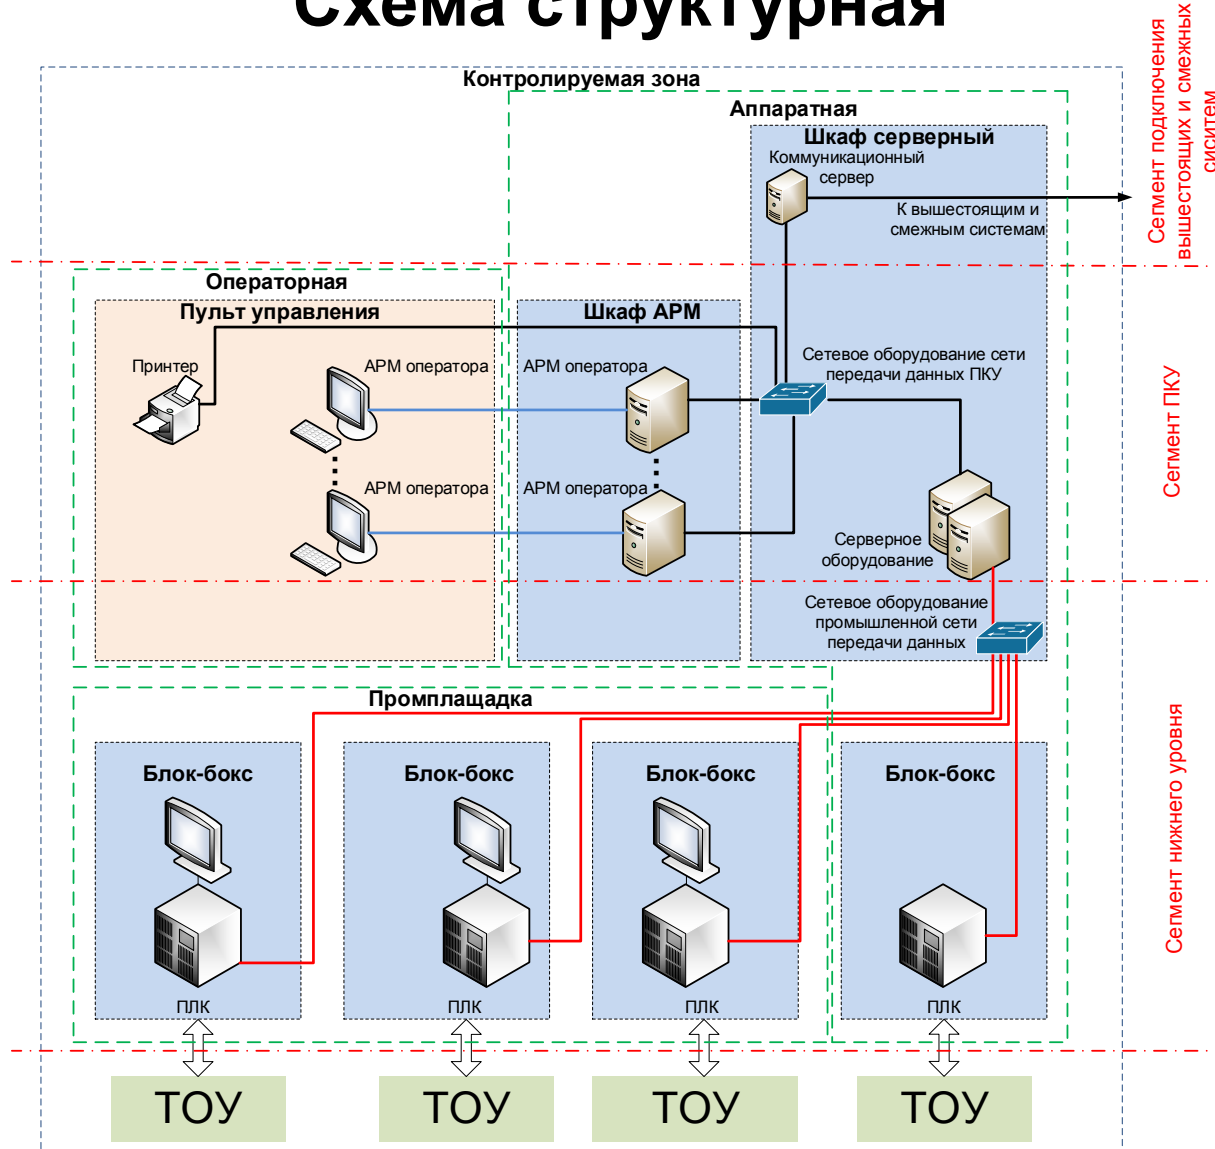 Схема структурная
Контролируемая зона
Аппаратная
Шкаф серверный
Коммуникационный
сервер
К вышестоящим и
смежным системам
Сегмент подключения
вышестоящих и смежных
сиситем
Операторная
Пульт управления
Шкаф АРМ
Принтер
АРМ оператора
АРМ оператора
Сетевое оборудование сети
передачи данных ПКУ
АРМ оператора
АРМ оператора
Серверное
оборудование
Сегмент ПКУ
Сетевое оборудование
промышленной сети
передачи данных
Промплащадка
Блок-бокс
Блок-бокс
Блок-бокс
Блок-бокс
ПЛК
ПЛК
ПЛК
ПЛК
Сегмент нижнего уровня
ТОУ
ТОУ
ТОУ
ТОУ